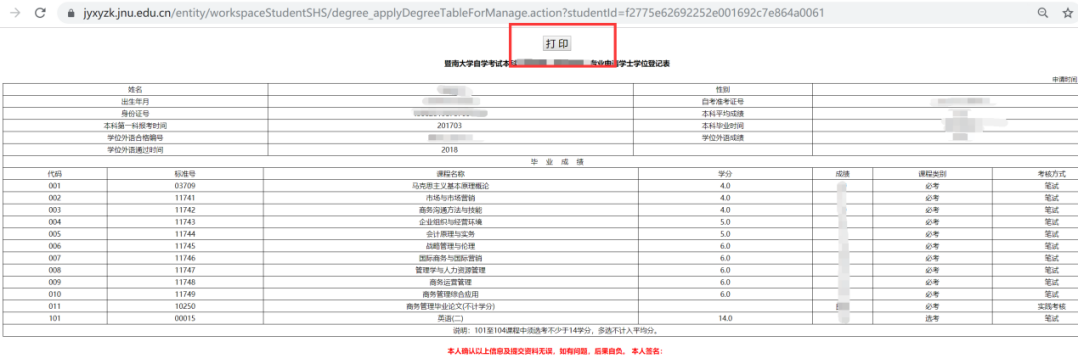 jyxyzk.jnu.edu.cn/entity/workspaceStudentSHS/degree_applyDegreeTableForManage.action?studentId=f2775e62692252e001692c7e864a0061
打 印
暨南大学自学考试本科 专业申请学士学位登记表
申请时间
姓名 性别
出生年月 自考准考证号
身份证号 本科平均成绩
本科第一科报考时间 201703 本科毕业时间
学位外语合格编号 学位外语成绩
学位外语通过时间 2018
毕 业 成 绩
代码 标准号 课程名称 学分 成绩 课程类别 考核方式
001 03709 马克思主义基本原理概论 4.0 必考 笔试
002 11741 市场与市场营销 4.0 必考 笔试
003 11742 商务沟通方法与技能 4.0 必考 笔试
004 11743 企业组织与经营环境 5.0 必考 笔试
005 11744 会计原理与实务 5.0 必考 笔试
006 11745 战略管理与伦理 6.0 必考 笔试
007 11746 国际商务与国际营销 6.0 必考 笔试
008 11747 管理学与人力资源管理 6.0 必考 笔试
009 11748 商务运营管理 6.0 必考 笔试
010 11749 商务管理综合应用 6.0 必考 笔试
011 10250 商务管理毕业论文(不计学分) 必考 实践考核
101 00015 英语(二) 14.0 选考 笔试
说明：101至104课程中须选考不少于14学分，多选不计入平均分。
本人确认以上信息及提交资料无误，如有问题，后果自负。 本人签名：